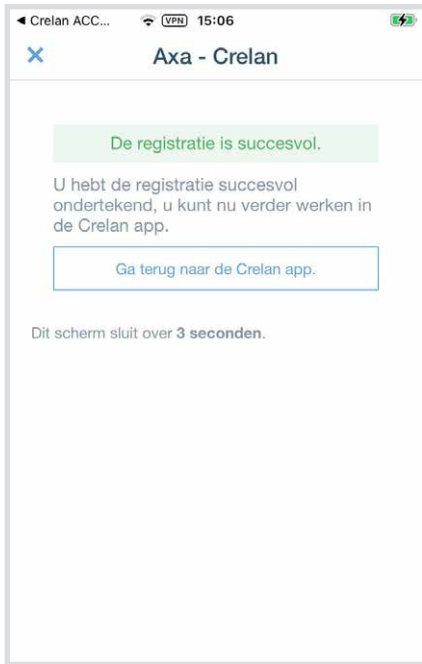 ◀ Crelan ACC... VPN 15:06
Axa - Crelan
De registratie is succesvol.
U hebt de registratie succesvol
ondertekend, u kunt nu verder werken in
de Crelan app.
Ga terug naar de Crelan app.
Dit scherm sluit over 3 seconden.